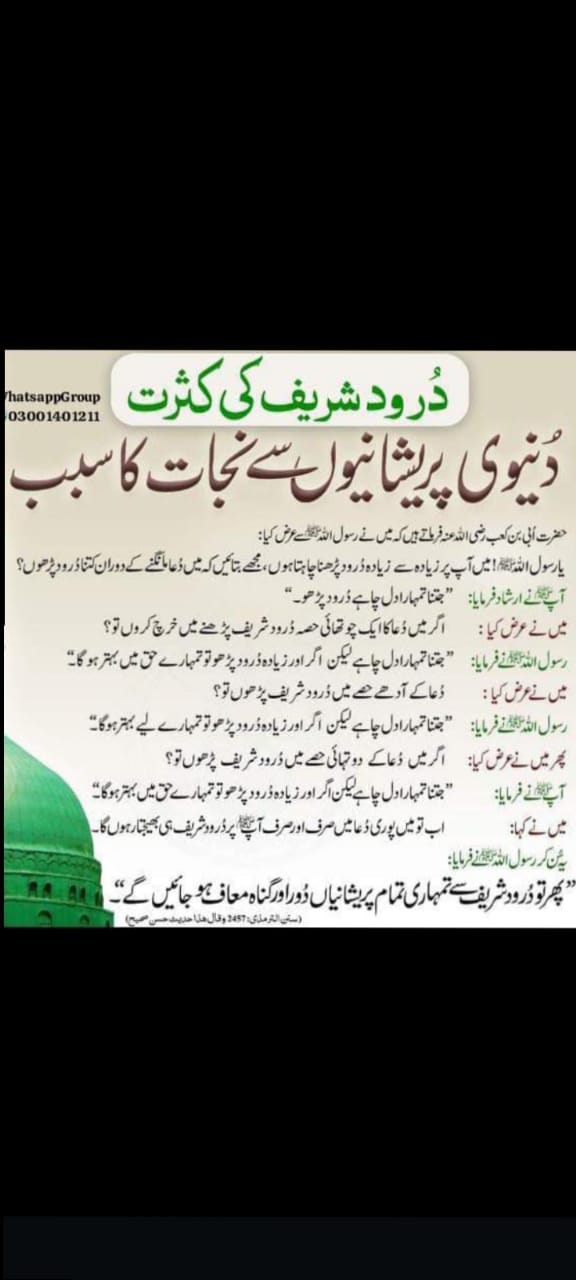 دُرود شریف کی کثرت
WhatsappGroup
03001401211
دُنیوی پریشانیوں سے نجات کا سبب
حضرت اُبی بن کعب رضی اللہ عنہ فرماتے ہیں کہ میں نے رسول اللہ ﷺ سے عرض کیا:
یا رسول اللہ ﷺ! میں آپ پر زیادہ سے زیادہ دُرود پڑھنا چاہتا ہوں، مجھے بتائیں کہ میں دُعا مانگنے کے دوران کتنا دُرود پڑھوں؟
آپ ﷺ نے ارشاد فرمایا: ”جتنا تمہارا دل چاہے دُرود پڑھو۔“
میں نے عرض کیا: اگر میں دُعا کا ایک چوتھائی حصہ دُرود شریف پڑھنے میں خرچ کروں تو؟
رسول اللہ ﷺ نے فرمایا: ”جتنا تمہارا دل چاہے لیکن اگر اور زیادہ دُرود پڑھو تو تمہارے حق میں بہتر ہوگا۔“
میں نے عرض کیا: دُعا کے آدھے حصے میں دُرود شریف پڑھوں تو؟
رسول اللہ ﷺ نے فرمایا: ”جتنا تمہارا دل چاہے لیکن اگر اور زیادہ دُرود پڑھو تو تمہارے لیے بہتر ہوگا۔“
پھر میں نے عرض کیا: اگر میں دُعا کے دو تہائی حصے میں دُرود شریف پڑھوں تو؟
آپ ﷺ نے فرمایا: ”جتنا تمہارا دل چاہے لیکن اگر اور زیادہ دُرود پڑھو تو تمہارے حق میں بہتر ہوگا۔“
میں نے کہا: اب تو میں پوری دُعا میں صرف اور صرف آپ ﷺ پر دُرود شریف ہی بھیجتا رہوں گا۔
یہ سُن کر رسول اللہ ﷺ نے فرمایا:
”پھر تو دُرود شریف سے تمہاری تمام پریشانیاں دُور اور گناہ معاف ہو جائیں گے“۔
(سنن الترمذی: 2457 وقال هذا حدیث حسن صحیح)